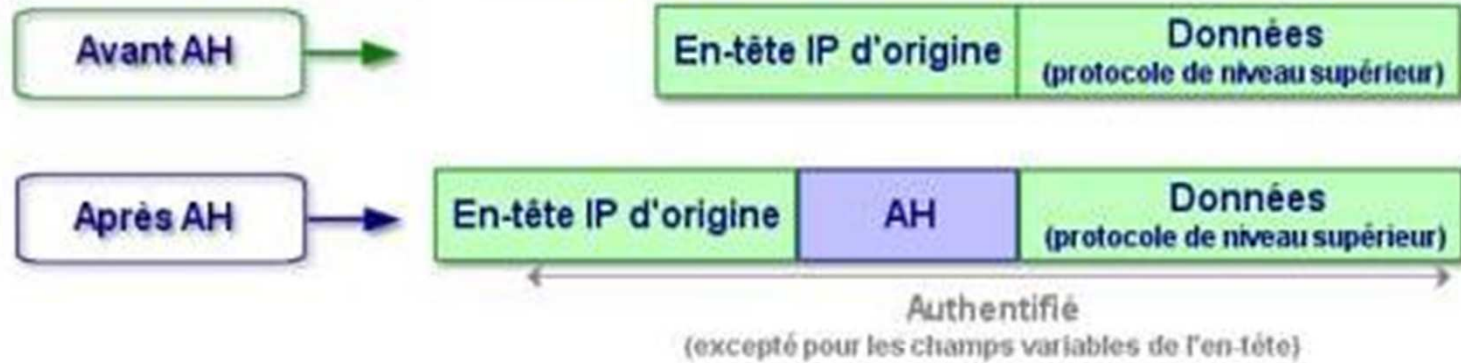 Avant AH
En-tête IP d'origine
Données
(protocole de niveau supérieur)
Après AH
En-tête IP d'origine
AH
Données
(protocole de niveau supérieur)
Authentifié
(excepté pour les champs variables de l'en-tête)